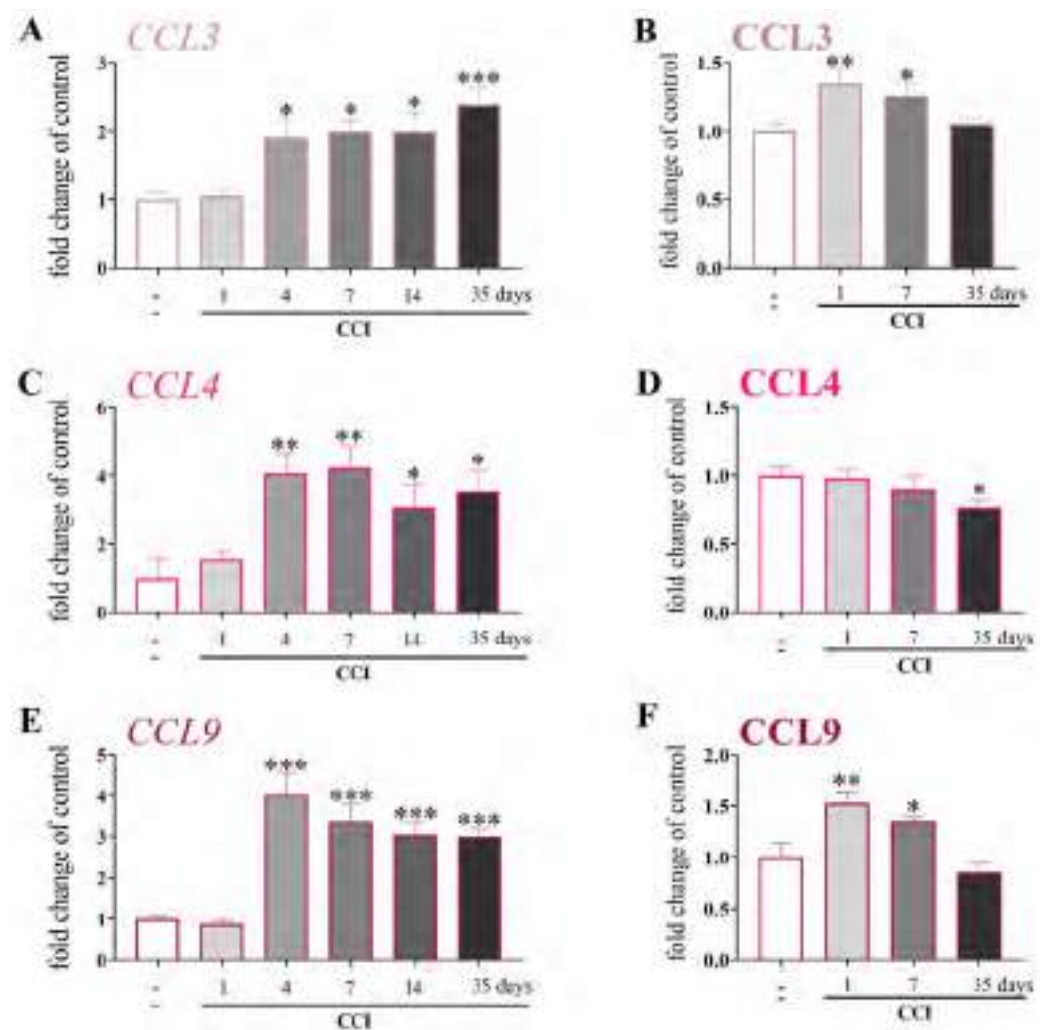 A CCL3
fold change of control
3
2
1
0
* * * ***
- 1 4 7 14 35 days
-
CCI
B CCL3
fold change of control
1.5
1.0
0.5
0.0
** *
- 1 7 35 days
-
CCI
C CCL4
fold change of control
6
4
2
0
** ** * *
- 1 4 7 14 35 days
-
CCI
D CCL4
fold change of control
1.5
1.0
0.5
0.0
*
- 1 7 35 days
-
CCI
E CCL9
fold change of control
5
4
3
2
1
0
*** *** *** ***
- 1 4 7 14 35 days
-
CCI
F CCL9
fold change of control
2.0
1.5
1.0
0.5
0.0
** *
- 1 7 35 days
-
CCI